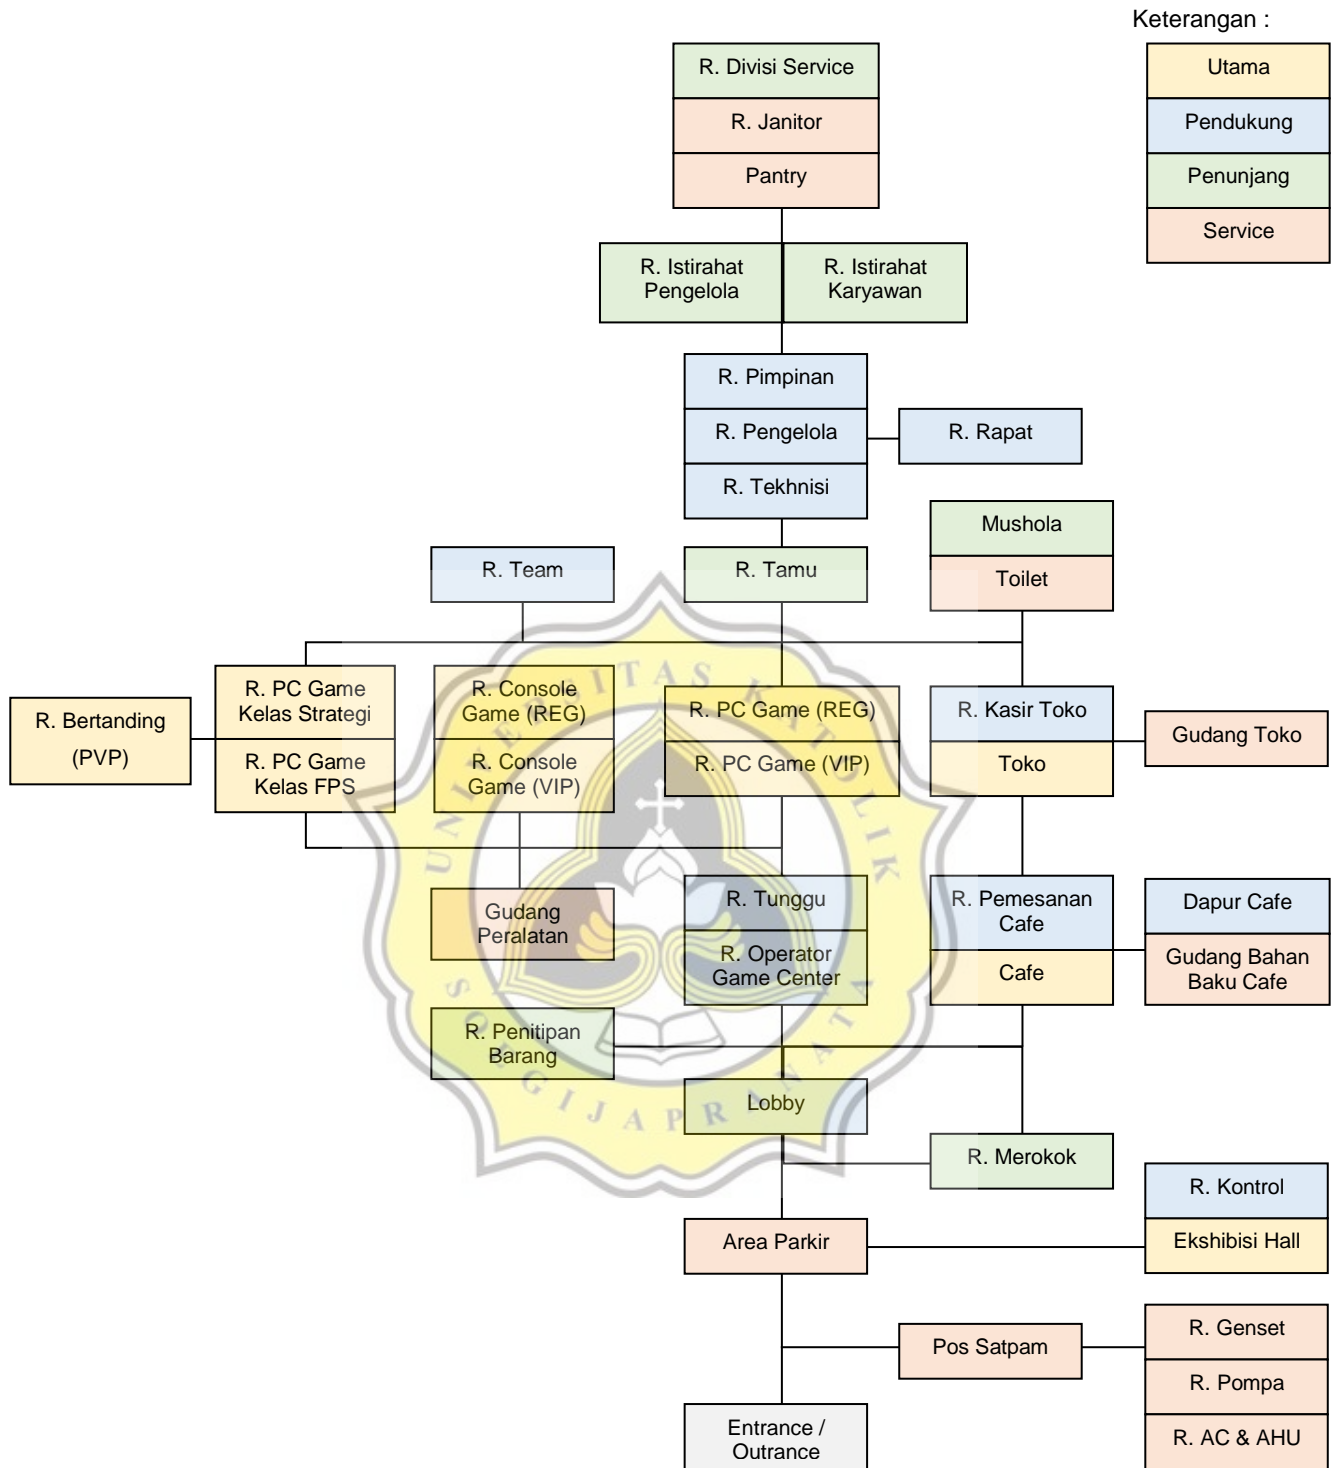 Keterangan :
R. Divisi Service
R. Janitor
Pantry
Utama
Pendukung
Penunjang
Service
R. Istirahat
Pengelola
R. Istirahat
Karyawan
R. Pimpinan
R. Pengelola
R. Tekhnisi
R. Rapat
Mushola
Toilet
R. Team
R. Tamu
R. Bertanding
(PVP)
R. PC Game
Kelas Strategi
R. PC Game
Kelas FPS
R. Console
Game (REG)
R. Console
Game (VIP)
R. PC Game (REG)
R. PC Game (VIP)
R. Kasir Toko
Toko
Gudang Toko
Gudang
Peralatan
R. Tunggu
R. Operator
Game Center
R. Pemesanan
Cafe
Cafe
Dapur Cafe
Gudang Bahan
Baku Cafe
R. Penitipan
Barang
Lobby
R. Merokok
R. Kontrol
Ekshibisi Hall
Area Parkir
Pos Satpam
R. Genset
R. Pompa
R. AC & AHU
Entrance /
Outrance
UNIVERSITAS KATOLIK
SOEGIJAPRANATA